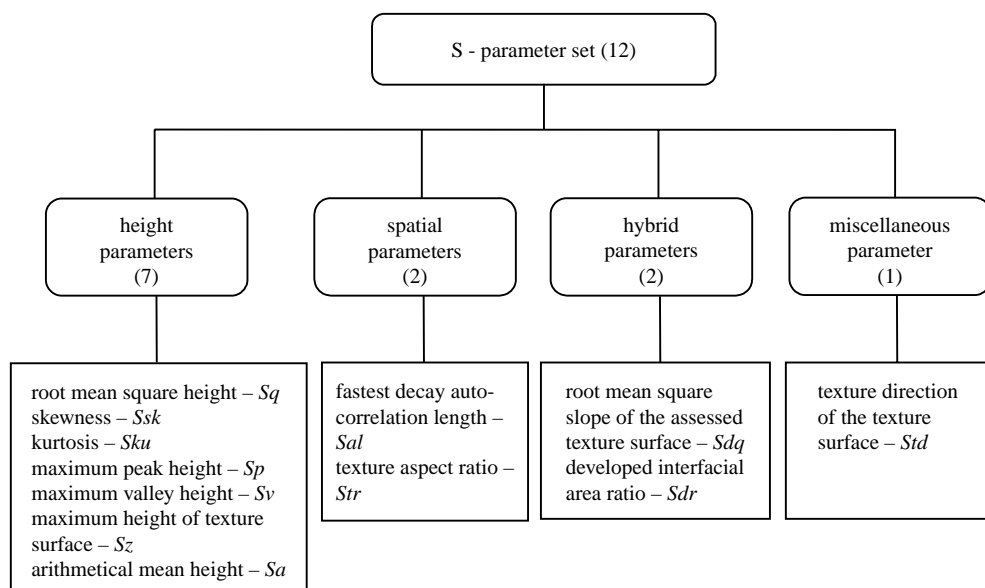 S - parameter set (12)
height
parameters
(7)
spatial
parameters
(2)
hybrid
parameters
(2)
miscellaneous
parameter
(1)
root mean square height – Sq
skewness – Ssk
kurtosis – Sku
maximum peak height – Sp
maximum valley height – Sv
maximum height of texture
surface – Sz
arithmetical mean height – Sa
fastest decay auto-
correlation length –
Sal
texture aspect ratio –
Str
root mean square
slope of the assessed
texture surface – Sdq
developed interfacial
area ratio – Sdr
texture direction
of the texture
surface – Std